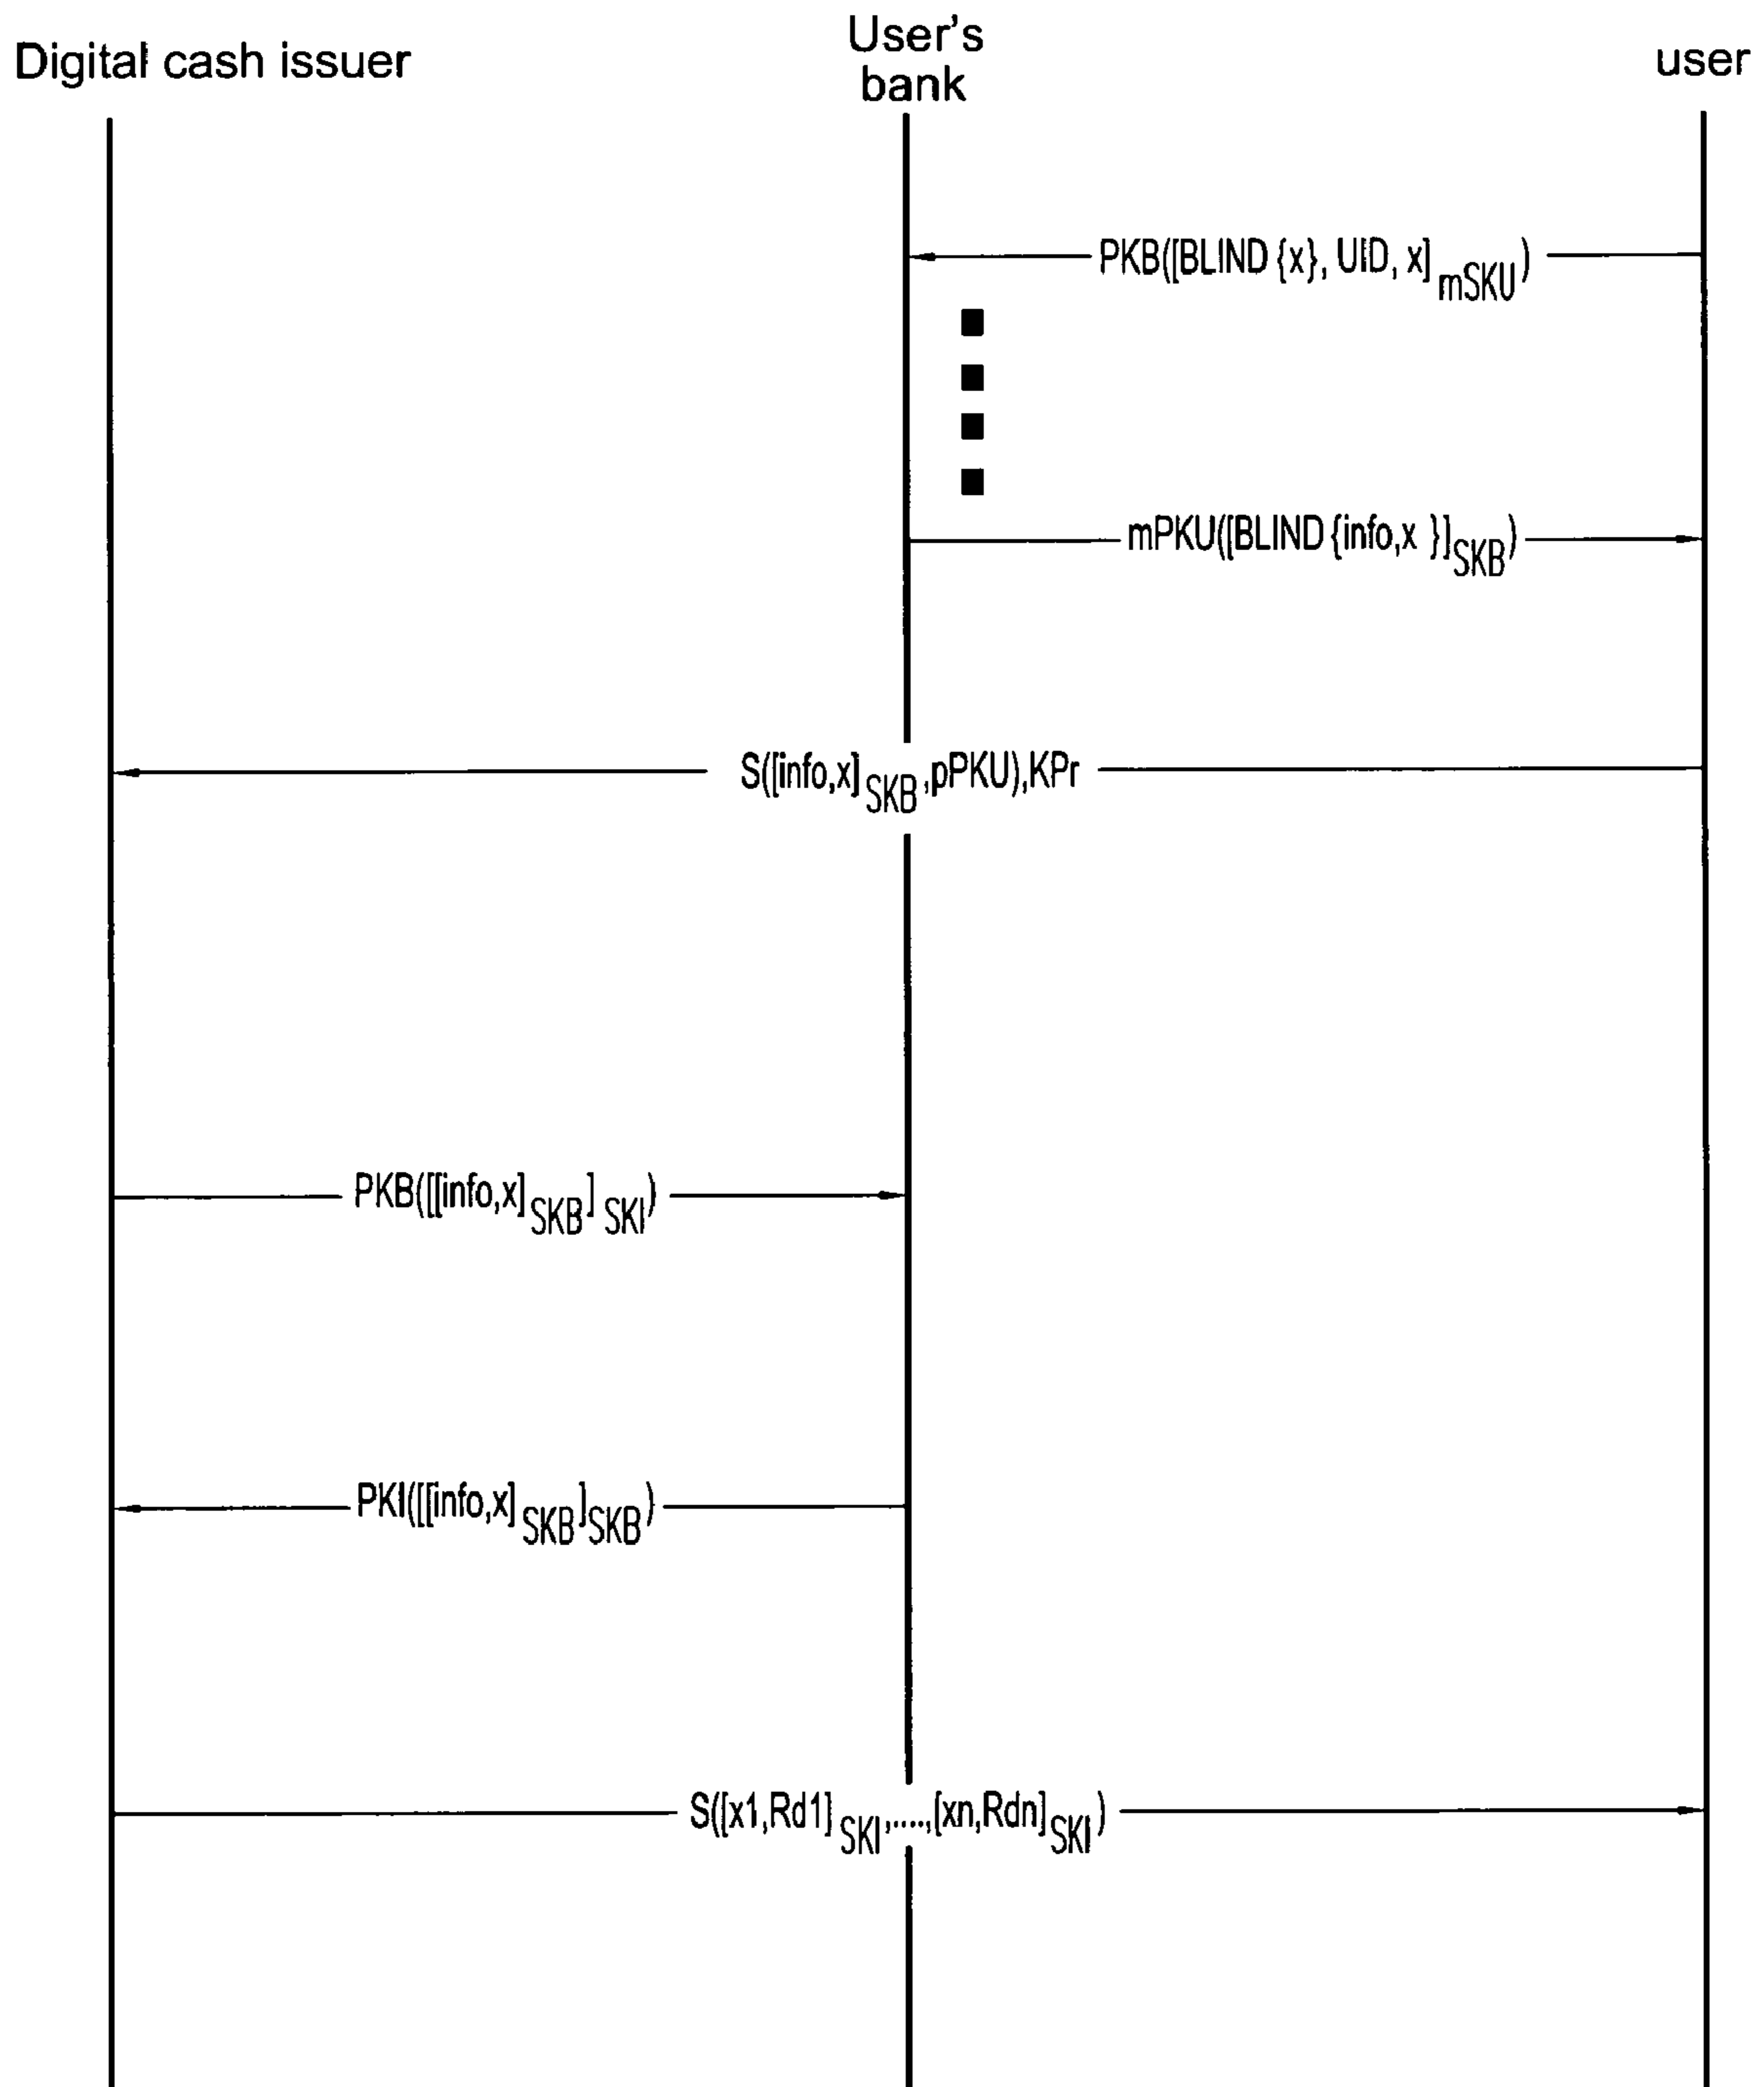 Digital cash issuer
User's
bank
user
PKB([BLIND {x}, UID, x]mSKU)
mPKU([BLIND {info,x }]SKB)
S([info,x]SKB,pPKU),KPr
PKB([[info,x]SKB] SKI)
PKI([[info,x]SKB]SKB)
S([x1,Rd1]SKI,....,[xn,Rdn]SKI)